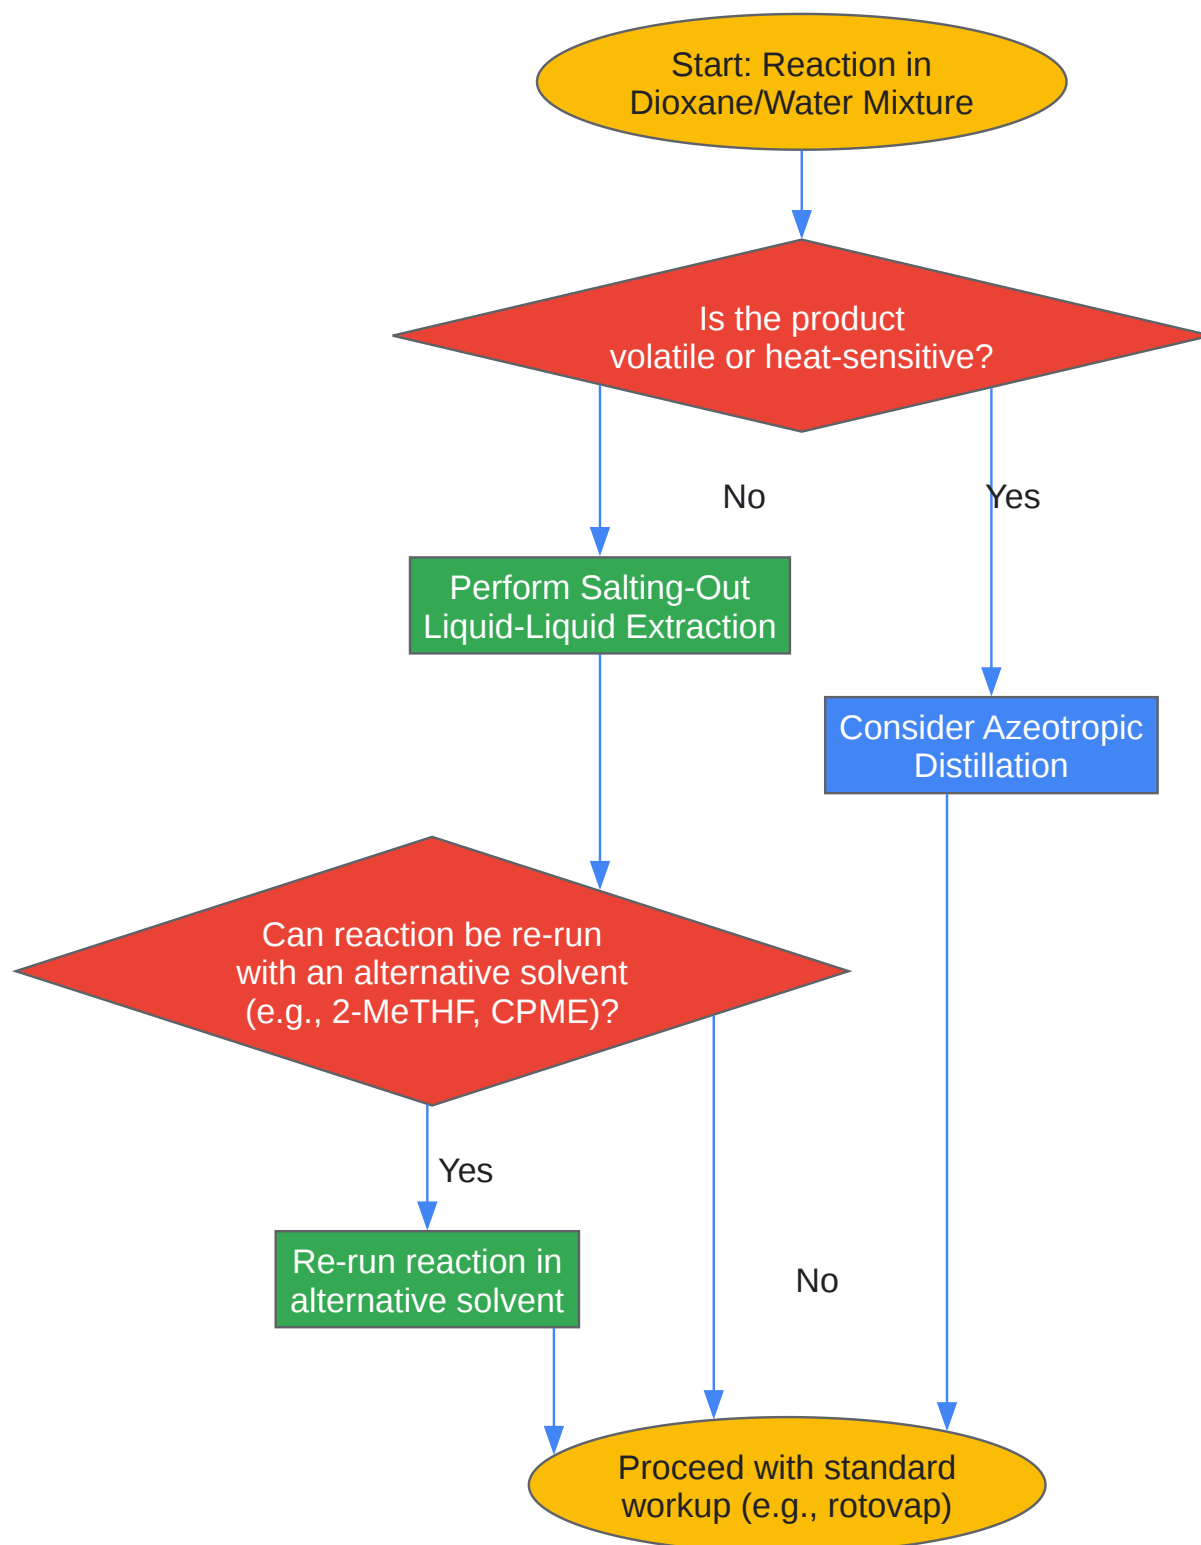 Start: Reaction in
Dioxane/Water Mixture
Is the product
volatile or heat-sensitive?
No
Yes
Perform Salting-Out
Liquid-Liquid Extraction
Consider Azeotropic
Distillation
Can reaction be re-run
with an alternative solvent
(e.g., 2-MeTHF, CPME)?
Yes
Re-run reaction in
alternative solvent
No
Proceed with standard
workup (e.g., rotovap)